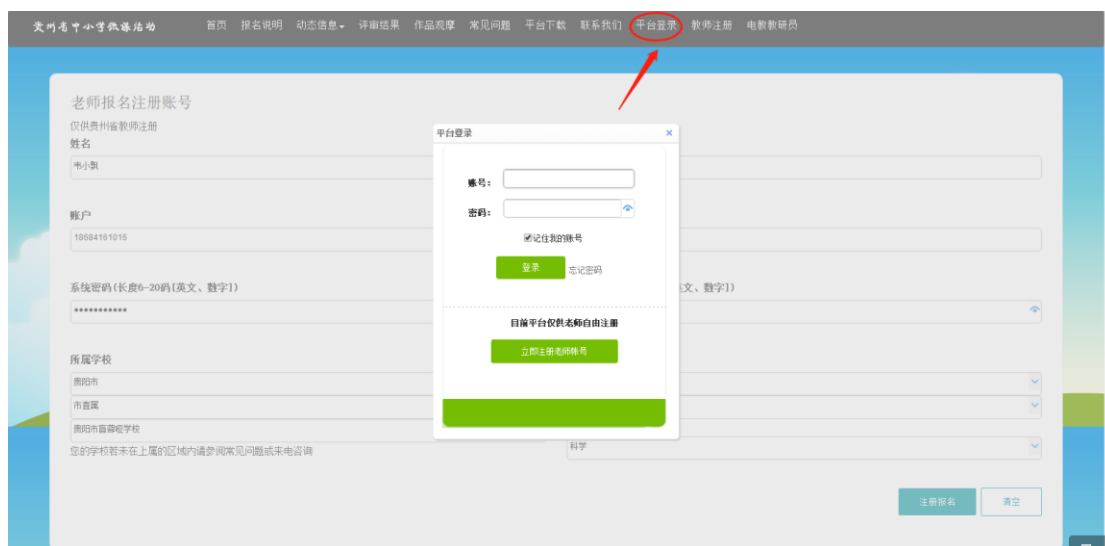 贵州省中小学微课活动 首页 报名说明 动态信息 评审结果 作品观摩 常见问题 平台下载 联系我们 平台登录 教师注册 电教教研员
老师报名注册账号
仅供贵州省教师注册
姓名
韦小飘
账户
18684161016
系统密码(长度6-20码[英文、数字])
文、数字])
***********
所属学校
贵阳市
市直属
贵阳市盲聋哑学校
您的学校若未在上属的区域内请参阅常见问题或来电咨询
科学
注册报名 清空
平台登录 ×
账号:
密码:
记住我的账号
登录 忘记密码
目前平台仅供老师自由注册
立即注册老师帐号